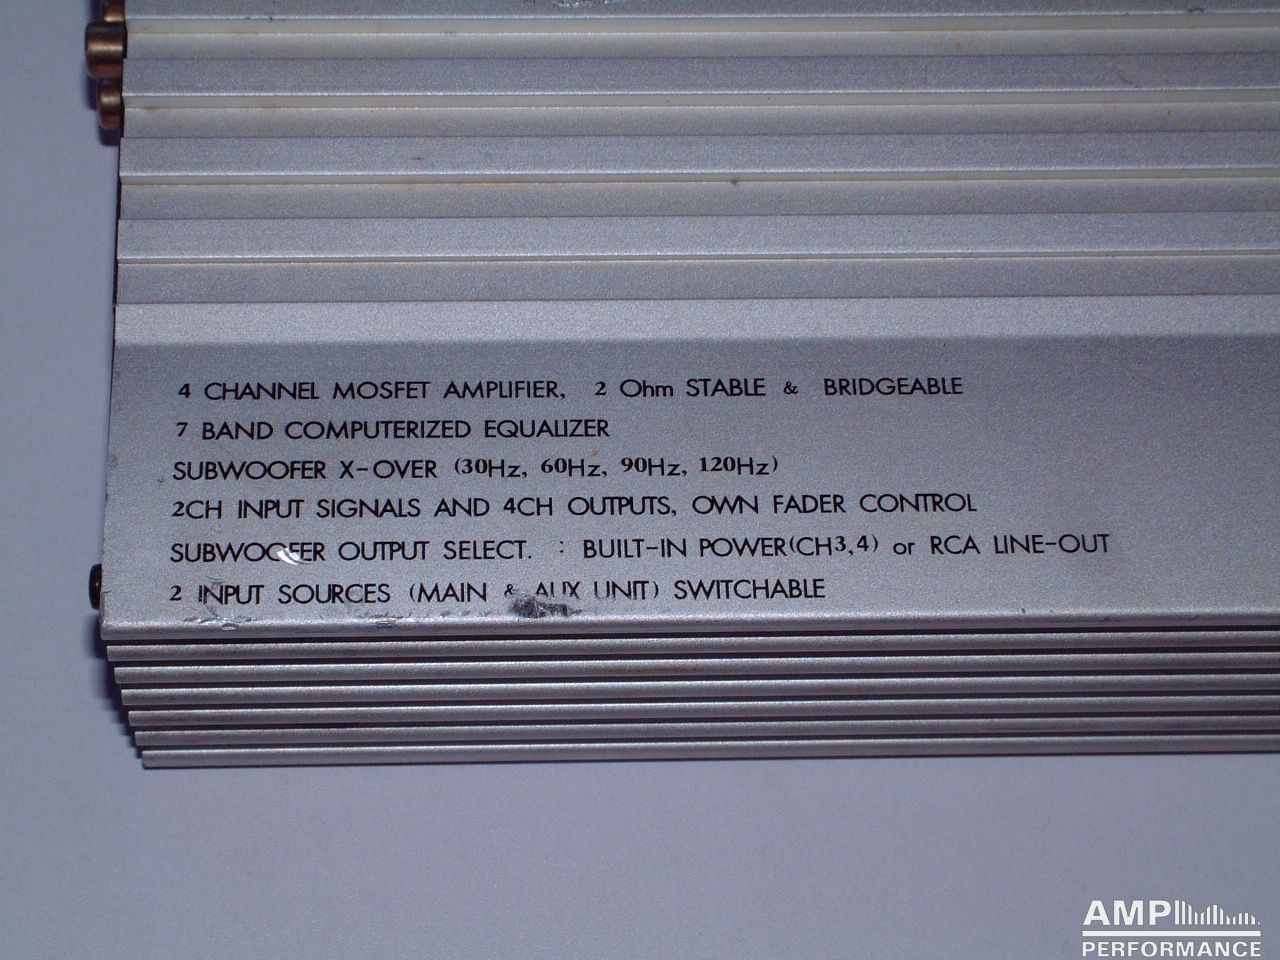 4 CHANNEL MOSFET AMPLIFIER, 2 Ohm STABLE & BRIDGEABLE
7 BAND COMPUTERIZED EQUALIZER
SUBWOOFER X-OVER (30Hz, 60Hz, 90Hz, 120Hz)
2CH INPUT SIGNALS AND 4CH OUTPUTS, OWN FADER CONTROL
SUBWOOFER OUTPUT SELECT. : BUILT-IN POWER(CH3,4) or RCA LINE-OUT
2 INPUT SOURCES (MAIN & AUX UNIT) SWITCHABLE
AMP
PERFORMANCE